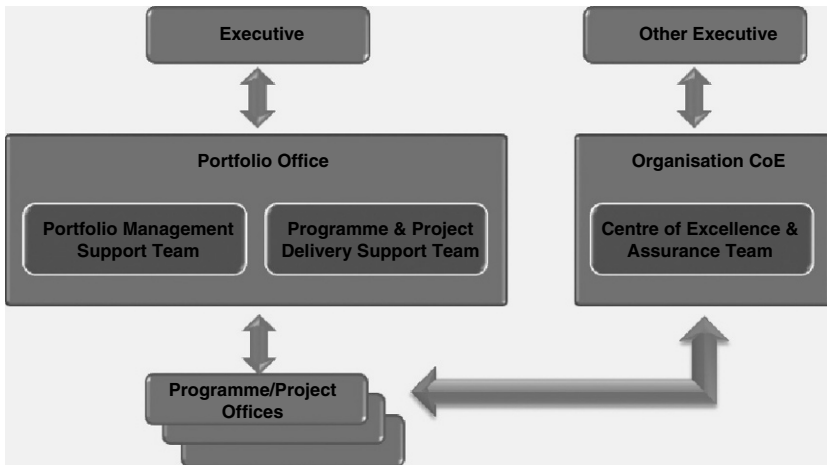 Executive
Other Executive
Portfolio Office
Organisation CoE
Portfolio Management
Support Team
Programme & Project
Delivery Support Team
Centre of Excellence &
Assurance Team
Programme/Project
Offices